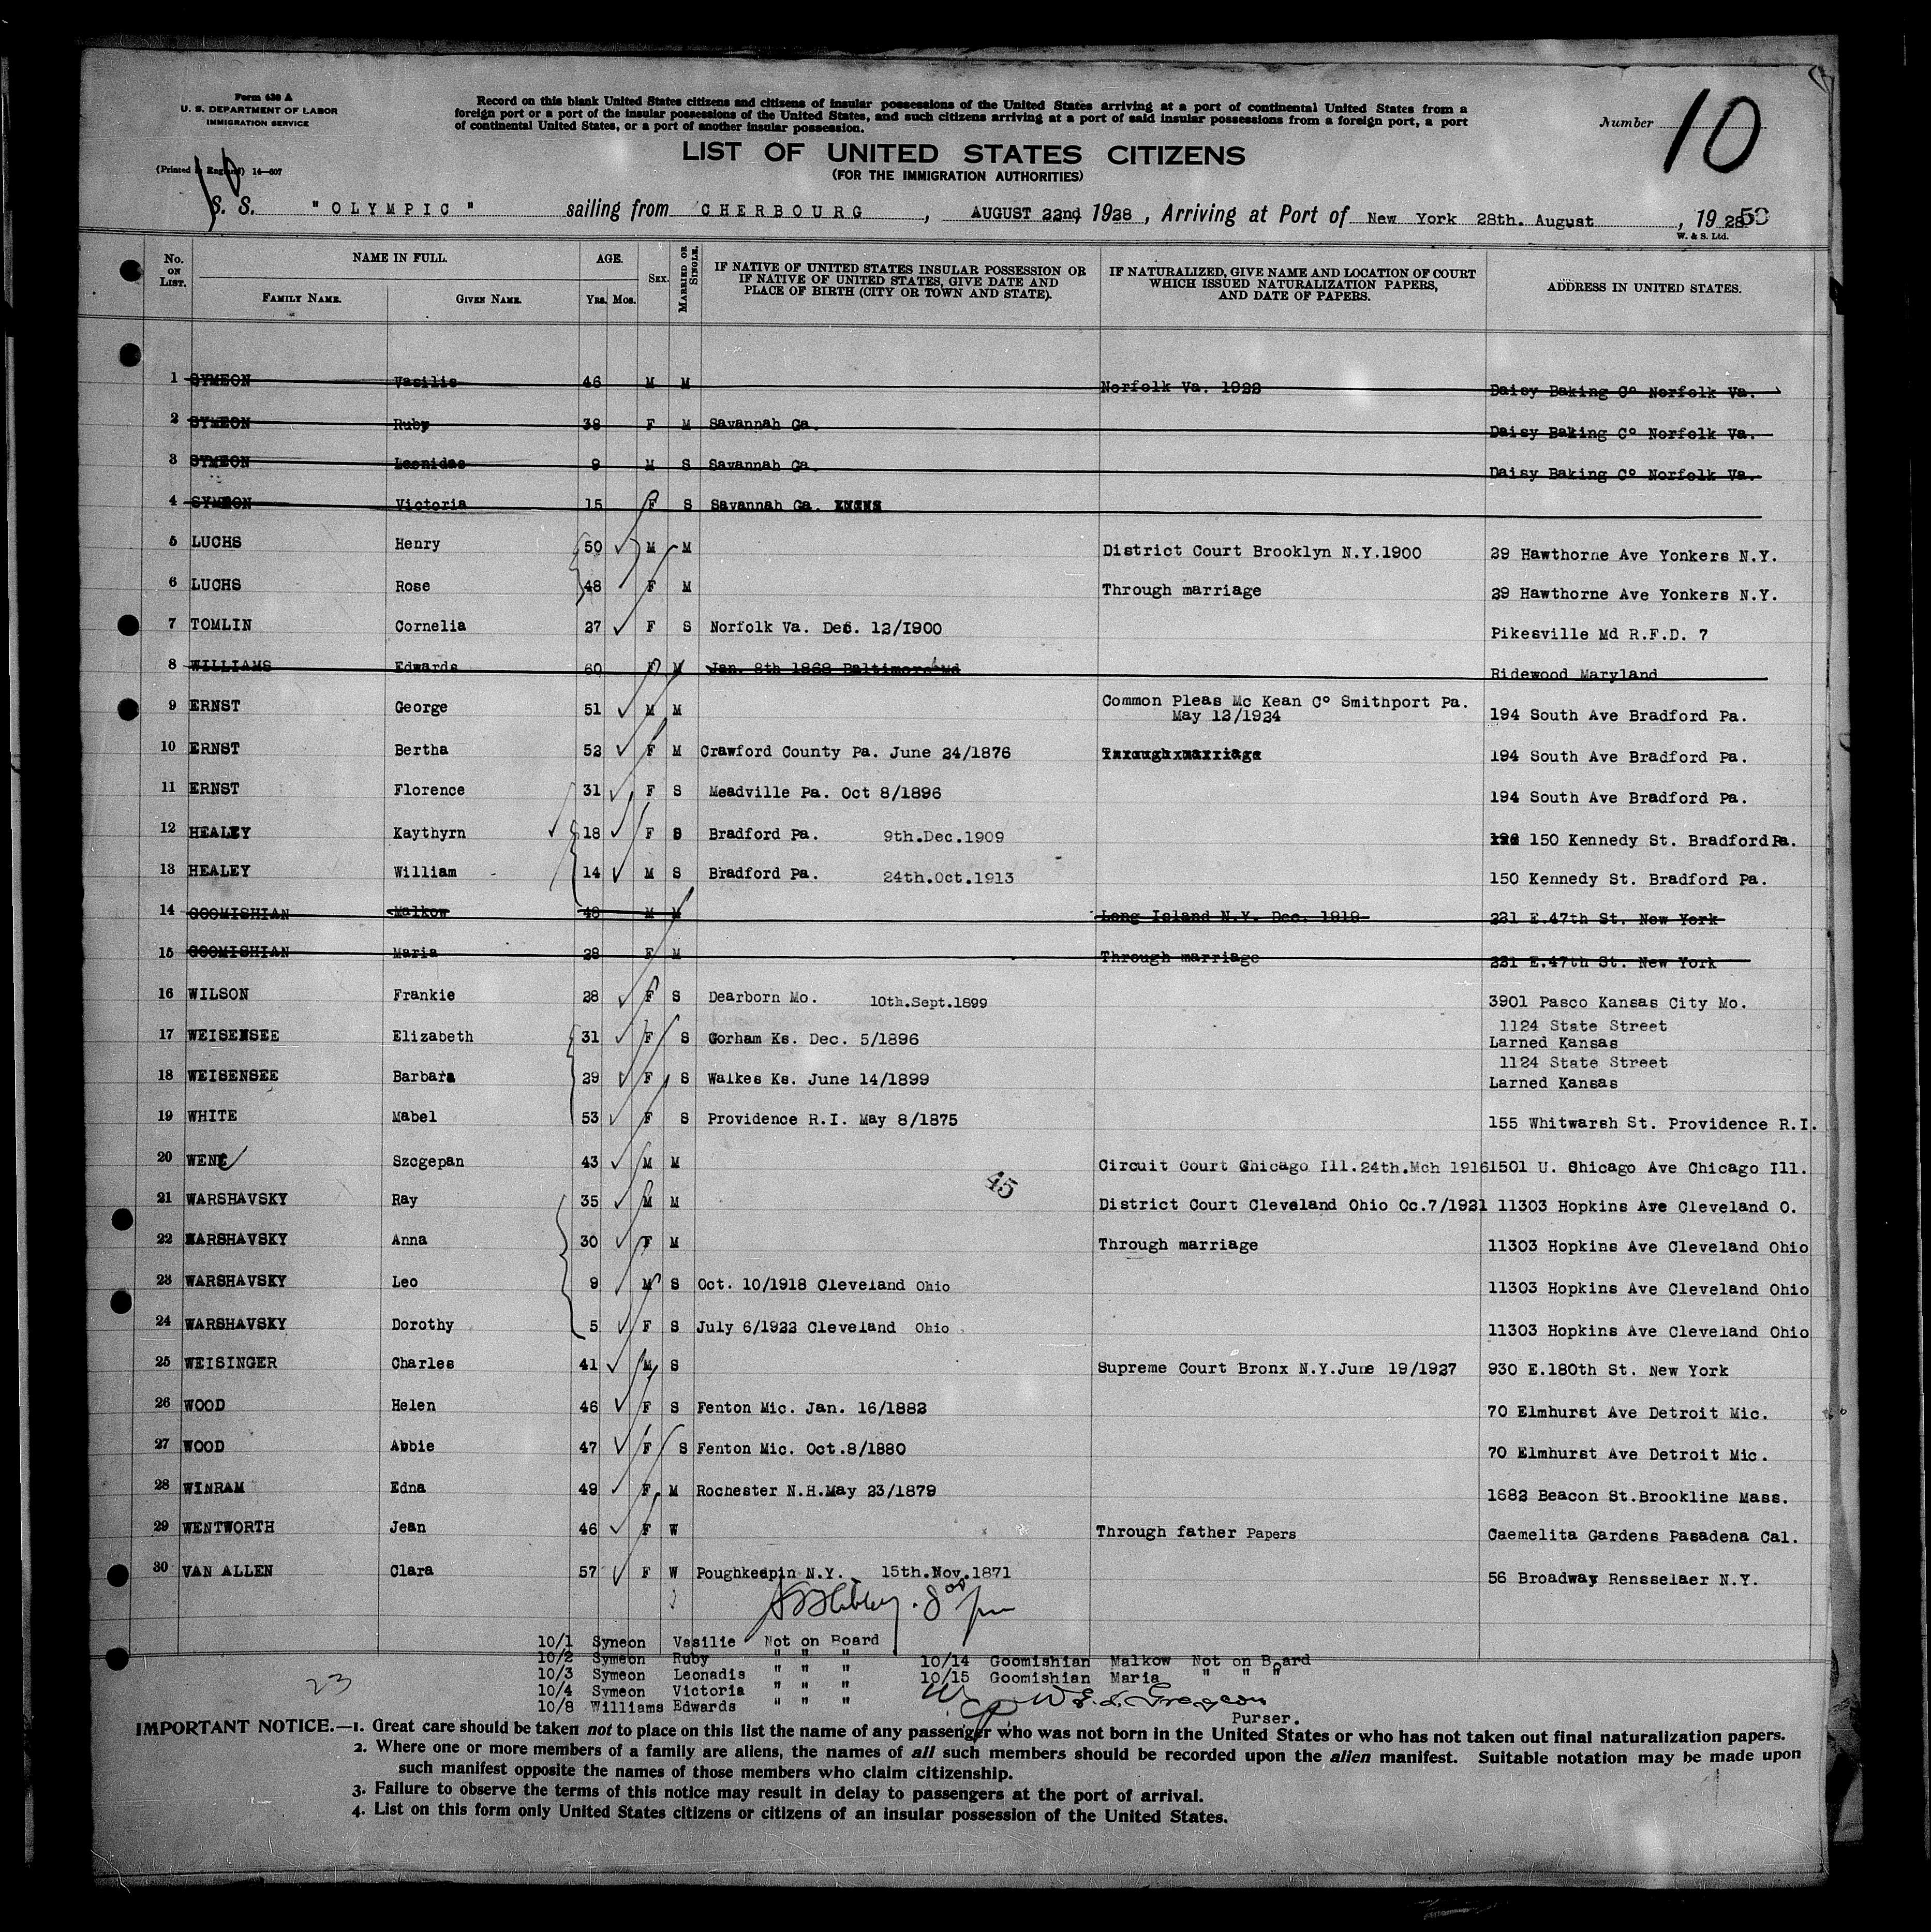 Form 630 A
U. S. DEPARTMENT OF LABOR
IMMIGRATION SERVICE
(Printed in England) 14—607
Record on this blank United States citizens and citizens of insular possessions of the United States arriving at a port of continental United States from a
foreign port or a port of the insular possessions of the United States, and such citizens arriving at a port of said insular possessions from a foreign port, a port
of continental United States, or a port of another insular possession.
Number 10
LIST OF UNITED STATES CITIZENS
(FOR THE IMMIGRATION AUTHORITIES)
S. S. "OLYMPIC" sailing from CHERBOURG, AUGUST 22nd 1928, Arriving at Port of New York 28th. August, 1928 50
W. & S. Ltd.
No. ON LIST. NAME IN FULL. FAMILY NAME. GIVEN NAME. AGE. Yrs. Mos. SEX. MARRIED OR SINGLE. IF NATIVE OF UNITED STATES INSULAR POSSESSION OR IF NATIVE OF UNITED STATES, GIVE DATE AND PLACE OF BIRTH (CITY OR TOWN AND STATE). IF NATURALIZED, GIVE NAME AND LOCATION OF COURT WHICH ISSUED NATURALIZATION PAPERS, AND DATE OF PAPERS. ADDRESS IN UNITED STATES.
1 SYMEON Vasilie 46 M M Norfolk Va. 1922 Daisy Baking Co Norfolk Va.
2 SYMEON Ruby 38 F M Savannah Ga. Daisy Baking Co Norfolk Va.
3 SYMEON Leonidas 9 M S Savannah Ga. Daisy Baking Co Norfolk Va.
4 SYMEON Victoria 15 F S Savannah Ga.
5 LUCHS Henry 50 M M District Court Brooklyn N.Y.1900 29 Hawthorne Ave Yonkers N.Y.
6 LUCHS Rose 48 F M Through marriage 29 Hawthorne Ave Yonkers N.Y.
7 TOMLIN Cornelia 27 F S Norfolk Va. Dec. 12/1900 Pikesville Md R.F.D. 7
8 WILLIAMS Edwards 60 M Jan. 8th 1868 Baltimore Md Ridewood Maryland
9 ERNST George 51 M M Common Pleas Mc Kean Co Smithport Pa. May 12/1924 194 South Ave Bradford Pa.
10 ERNST Bertha 52 F M Crawford County Pa. June 24/1876 Through marriage 194 South Ave Bradford Pa.
11 ERNST Florence 31 F S Meadville Pa. Oct 8/1896 194 South Ave Bradford Pa.
12 HEALEY Kaythyrn 18 F S Bradford Pa. 9th.Dec.1909 150 Kennedy St. Bradford Pa.
13 HEALEY William 14 M S Bradford Pa. 24th.Oct.1913 150 Kennedy St. Bradford Pa.
14 GOOMISHIAN Malkow 48 M M Long Island N.Y. Dec. 1919 221 E.47th St. New York
15 GOOMISHIAN Maria 28 F M Through marriage 221 E.47th St. New York
16 WILSON Frankie 28 F S Dearborn Mo. 10th.Sept.1899 3901 Pasco Kansas City Mo.
17 WEISENSEE Elizabeth 31 F S Gorham Ks. Dec. 5/1896 1124 State Street Larned Kansas
18 WEISENSEE Barbara 29 F S Walkes Ks. June 14/1899 1124 State Street Larned Kansas
19 WHITE Mabel 53 F S Providence R.I. May 8/1875 155 Whitwarsh St. Providence R.I.
20 WENC Szcgepan 43 M M Circuit Court Chicago Ill.24th.Mch 1916 1501 U. Chicago Ave Chicago Ill.
45
21 WARSHAVSKY Ray 35 M M District Court Cleveland Ohio Oc.7/1921 11303 Hopkins Ave Cleveland O.
22 WARSHAVSKY Anna 30 F M Through marriage 11303 Hopkins Ave Cleveland Ohio
23 WARSHAVSKY Leo 9 M S Oct. 10/1918 Cleveland Ohio 11303 Hopkins Ave Cleveland Ohio
24 WARSHAVSKY Dorothy 5 F S July 6/1922 Cleveland Ohio 11303 Hopkins Ave Cleveland Ohio
25 WEISINGER Charles 41 M S Supreme Court Bronx N.Y.June 19/1927 930 E.180th St. New York
26 WOOD Helen 46 F S Fenton Mic. Jan. 16/1882 70 Elmhurst Ave Detroit Mic.
27 WOOD Abbie 47 F S Fenton Mic. Oct.8/1880 70 Elmhurst Ave Detroit Mic.
28 WINRAM Edna 49 F M Rochester N.H.May 23/1879 1682 Beacon St.Brookline Mass.
29 WENTWORTH Jean 46 F W Through father Papers Caemelita Gardens Pasadena Cal.
30 VAN ALLEN Clara 57 F W Poughkeepin N.Y. 15th.Nov.1871 56 Broadway Rensselaer N.Y.
10/1 Symeon Vasilie Not on Board
10/2 Symeon Ruby " " "
10/3 Symeon Leonadis " " "
10/4 Symeon Victoria " " "
10/8 Williams Edwards " " "
10/14 Goomishian Malkow Not on Board
10/15 Goomishian Maria " " "
23
Purser.
IMPORTANT NOTICE.—1. Great care should be taken not to place on this list the name of any passenger who was not born in the United States or who has not taken out final naturalization papers.
2. Where one or more members of a family are aliens, the names of all such members should be recorded upon the alien manifest. Suitable notation may be made upon
such manifest opposite the names of those members who claim citizenship.
3. Failure to observe the terms of this notice may result in delay to passengers at the port of arrival.
4. List on this form only United States citizens or citizens of an insular possession of the United States.